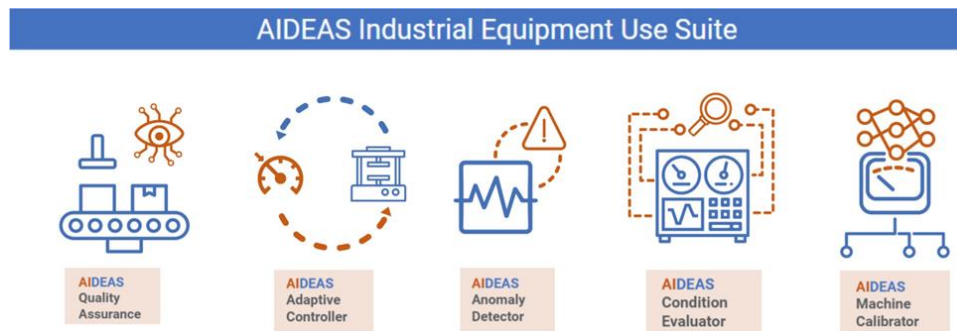 AIDEAS Industrial Equipment Use Suite
AIDEAS
Quality
Assurance
AIDEAS
Adaptive
Controller
AIDEAS
Anomaly
Detector
AIDEAS
Condition
Evaluator
AIDEAS
Machine
Calibrator